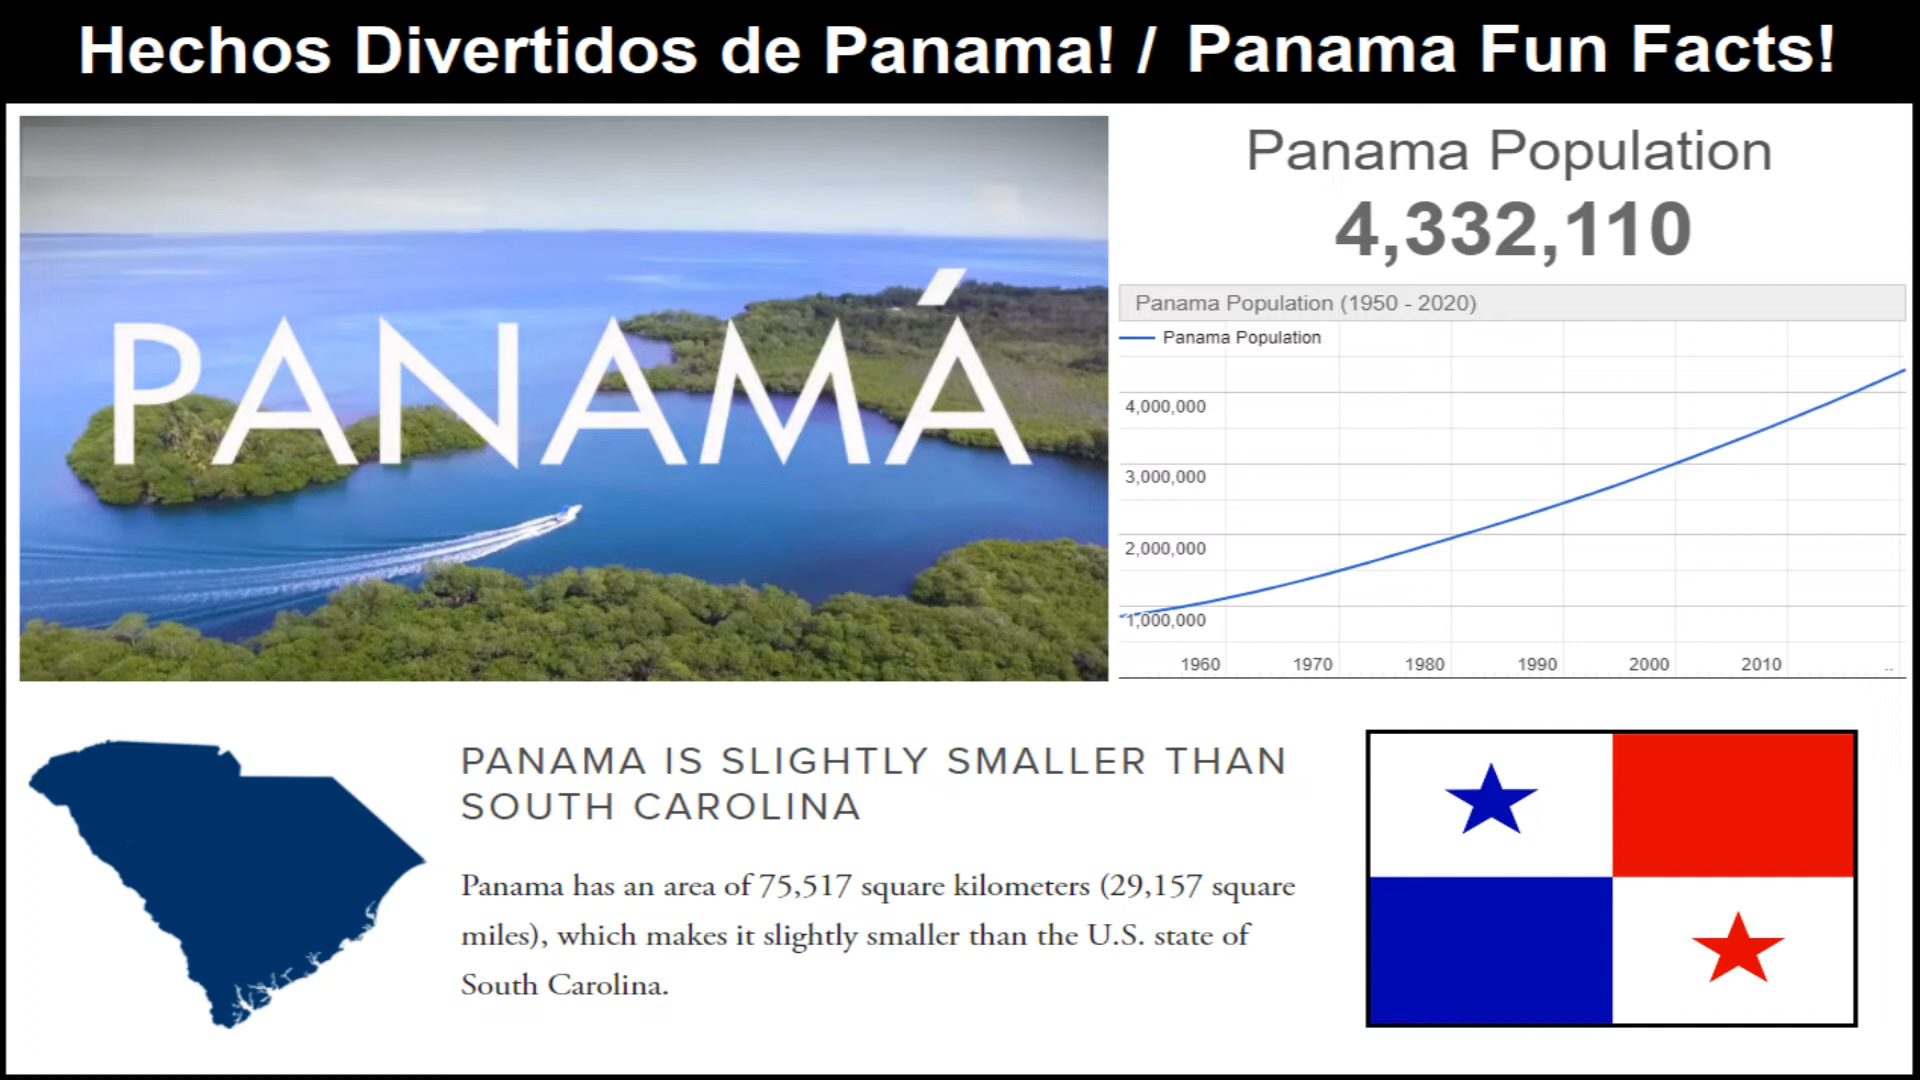 Hechos Divertidos de Panama! / Panama Fun Facts!
PANAMÁ
Panama Population
4,332,110
Panama Population (1950 - 2020)
Panama Population
4,000,000
3,000,000
2,000,000
1,000,000
1960 1970 1980 1990 2000 2010 ..
PANAMA IS SLIGHTLY SMALLER THAN
SOUTH CAROLINA
Panama has an area of 75,517 square kilometers (29,157 square
miles), which makes it slightly smaller than the U.S. state of
South Carolina.